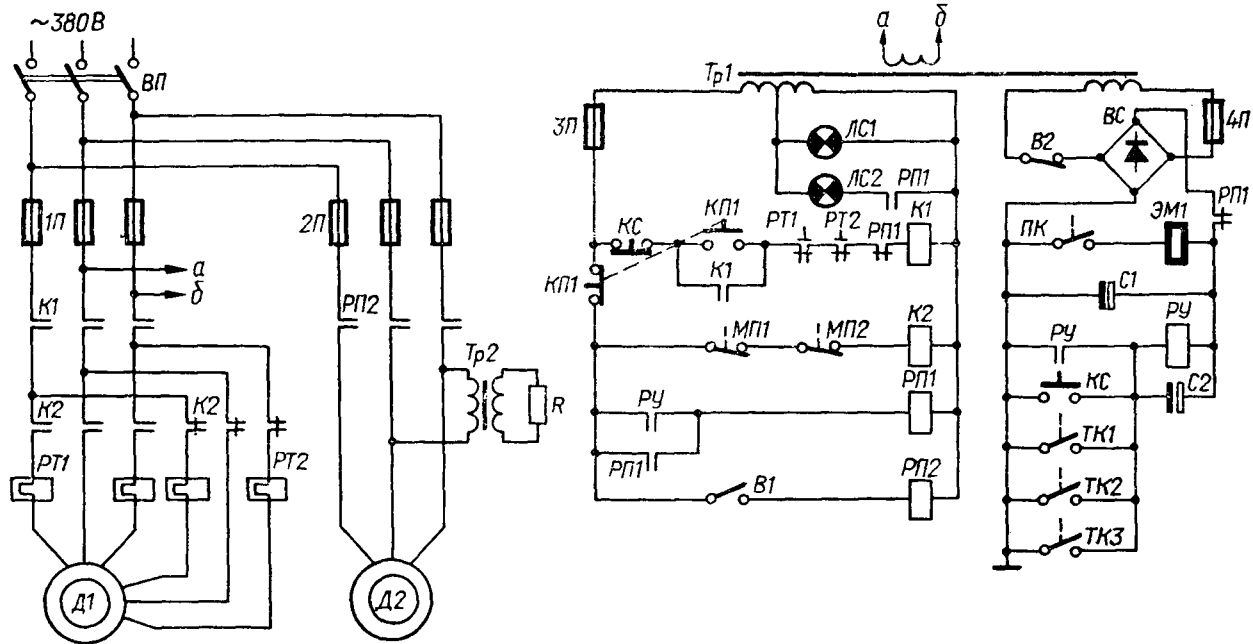 ~380В
ВП
1П
2П
а
б
К1
РП2
Тр2
R
К2
К2
РТ1
РТ2
Д1
Д2
а
б
Тр1
3П
ЛС1
ЛС2
РП1
КС
КП1
РТ1
РТ2
РП1
К1
КП1
К1
МП1
МП2
К2
РУ
РП1
РП1
В1
РП2
ВС
4П
В2
РП1
ПК
ЭМ1
С1
РУ
РУ
КС
С2
ТК1
ТК2
ТК3